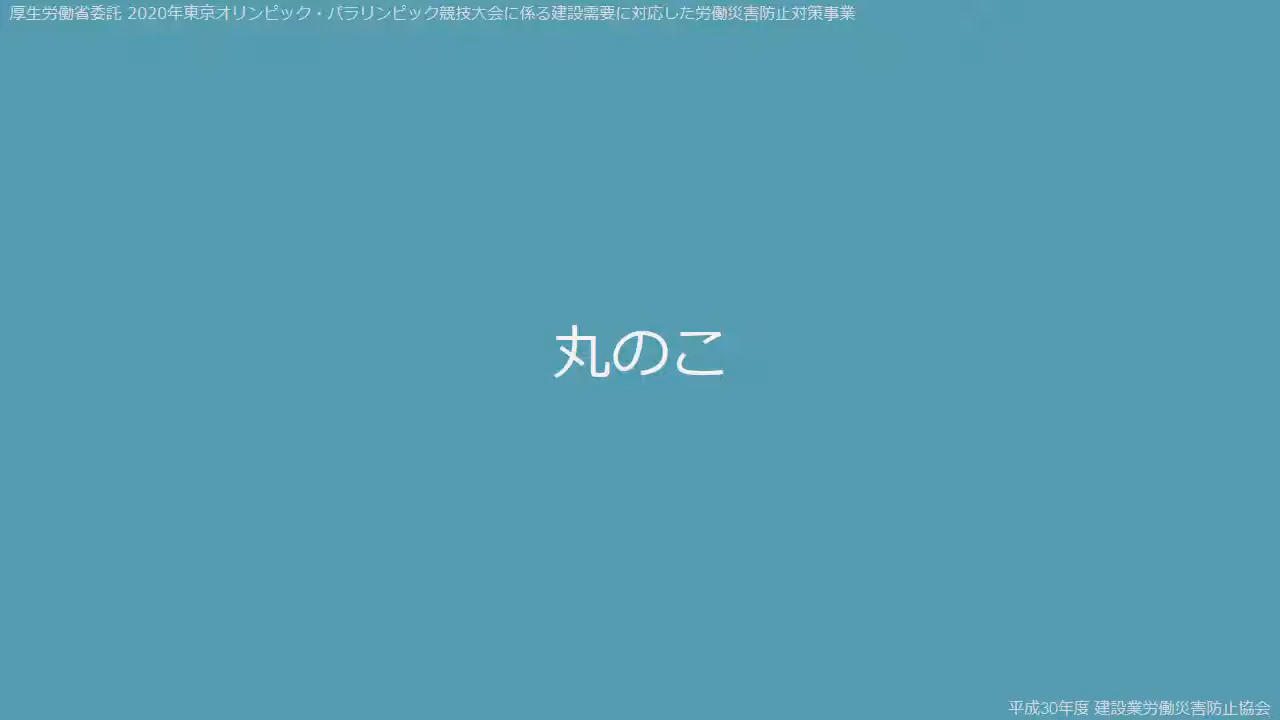 厚生労働省委託 2020年東京オリンピック・パラリンピック競技大会に係る建設需要に対応した労働災害防止対策事業
丸のこ
平成30年度 建設業労働災害防止協会